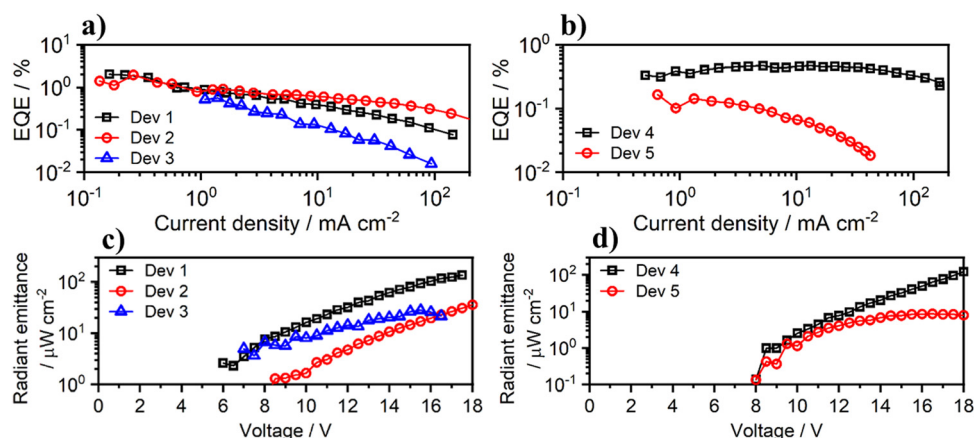 a)
EQE / %
10¹
10⁰
10⁻¹
10⁻²
Dev 1
Dev 2
Dev 3
10⁻¹ 10⁰ 10¹ 10²
Current density / mA cm⁻²
b)
EQE / %
10⁰
10⁻¹
10⁻²
Dev 4
Dev 5
10⁻¹ 10⁰ 10¹ 10²
Current density / mA cm⁻²
c)
Radiant emittance
/ μW cm⁻²
10²
10¹
10⁰
Dev 1
Dev 2
Dev 3
0 2 4 6 8 10 12 14 16 18
Voltage / V
d)
Radiant emittance
/ μW cm⁻²
10²
10¹
10⁰
10⁻¹
Dev 4
Dev 5
0 2 4 6 8 10 12 14 16 18
Voltage / V